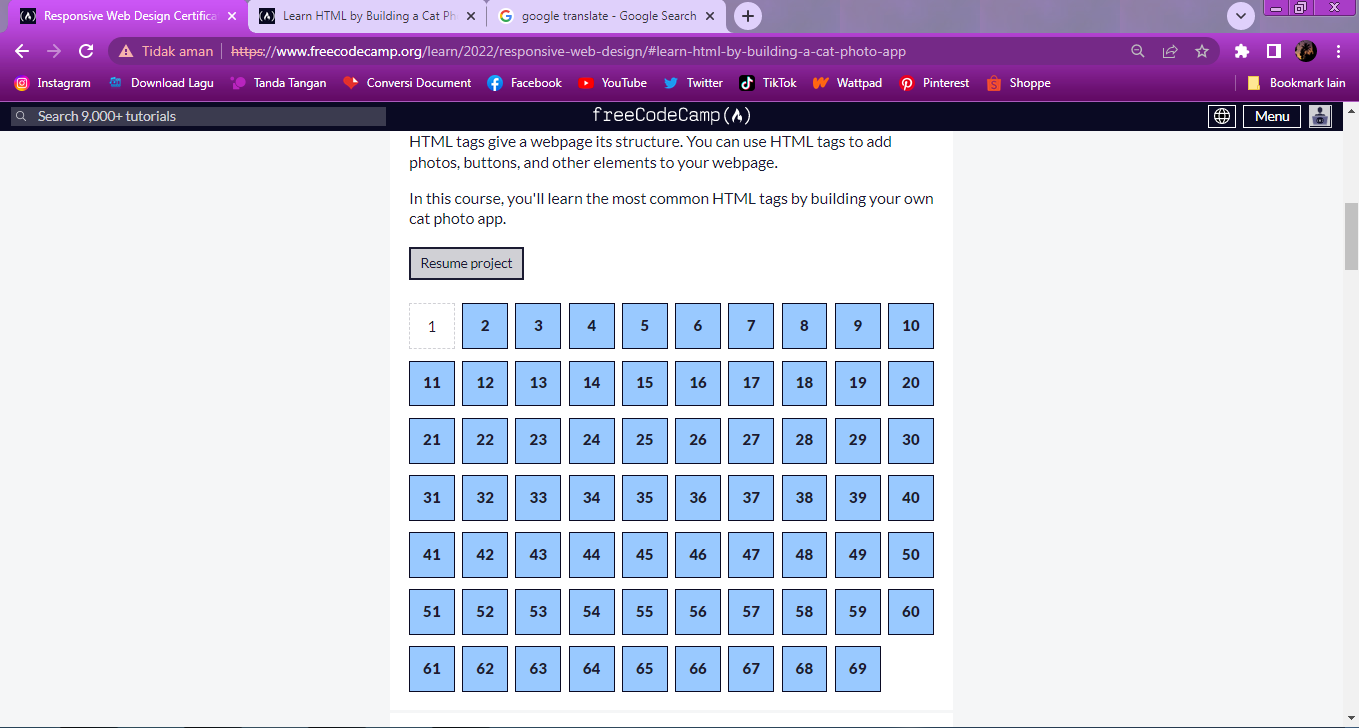 Responsive Web Design Certifica
Learn HTML by Building a Cat Ph
google translate - Google Search
Tidak aman
https://www.freecodecamp.org/learn/2022/responsive-web-design/#learn-html-by-building-a-cat-photo-app
Instagram Download Lagu Tanda Tangan Conversi Document Facebook YouTube Twitter TikTok Wattpad Pinterest Shoppe Bookmark lain
Search 9,000+ tutorials freeCodeCamp Menu
HTML tags give a webpage its structure. You can use HTML tags to add
photos, buttons, and other elements to your webpage.
In this course, you'll learn the most common HTML tags by building your own
cat photo app.
Resume project
1 2 3 4 5 6 7 8 9 10
11 12 13 14 15 16 17 18 19 20
21 22 23 24 25 26 27 28 29 30
31 32 33 34 35 36 37 38 39 40
41 42 43 44 45 46 47 48 49 50
51 52 53 54 55 56 57 58 59 60
61 62 63 64 65 66 67 68 69